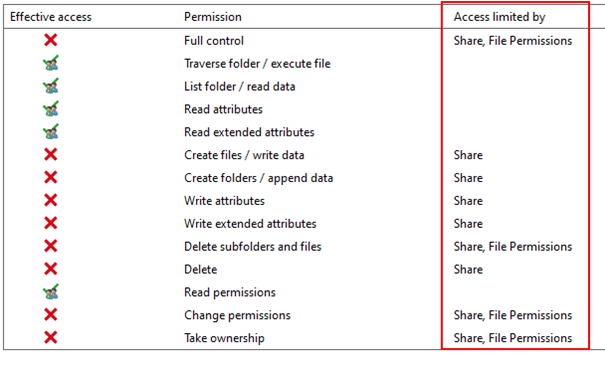 Effective access Permission Access limited by
Full control Share, File Permissions
Traverse folder / execute file
List folder / read data
Read attributes
Read extended attributes
Create files / write data Share
Create folders / append data Share
Write attributes Share
Write extended attributes Share
Delete subfolders and files Share, File Permissions
Delete Share
Read permissions
Change permissions Share, File Permissions
Take ownership Share, File Permissions